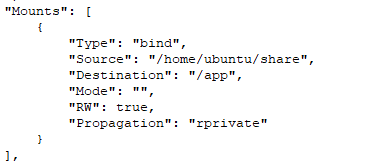 "Mounts": [
    {
        "Type": "bind",
        "Source": "/home/ubuntu/share",
        "Destination": "/app",
        "Mode": "",
        "RW": true,
        "Propagation": "rprivate"
    }
],